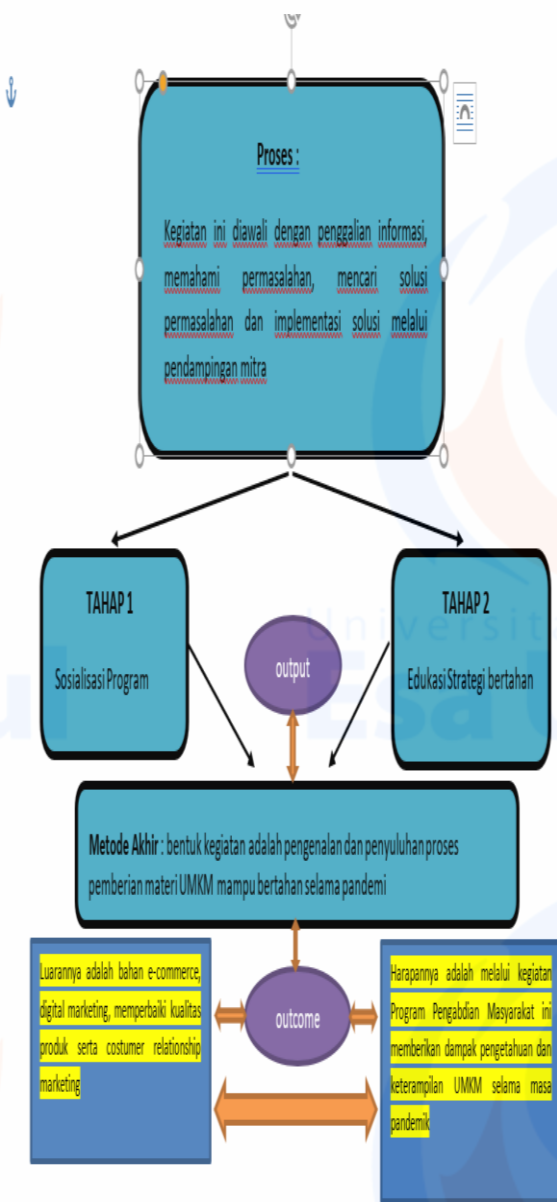 Proses :
Kegiatan ini diawali dengan penggalian informasi,
memahami permasalahan, mencari solusi
permasalahan dan implementasi solusi melalui
pendampingan mitra
TAHAP 1
Sosialisasi Program
TAHAP 2
Edukasi Strategi bertahan
Universit
Esa U
ul
output
Metode Akhir : bentuk kegiatan adalah pengenalan dan penyuluhan proses
pemberian materi UMKM mampu bertahan selama pandemi
Luarannya adalah bahan e-commerce,
digital marketing, memperbaiki kualitas
produk serta costumer relationship
marketing
outcome
Harapannya adalah melalui kegiatan
Program Pengabdian Masyarakat ini
memberikan dampak pengetahuan dan
keterampilan UMKM selama masa
pandemik